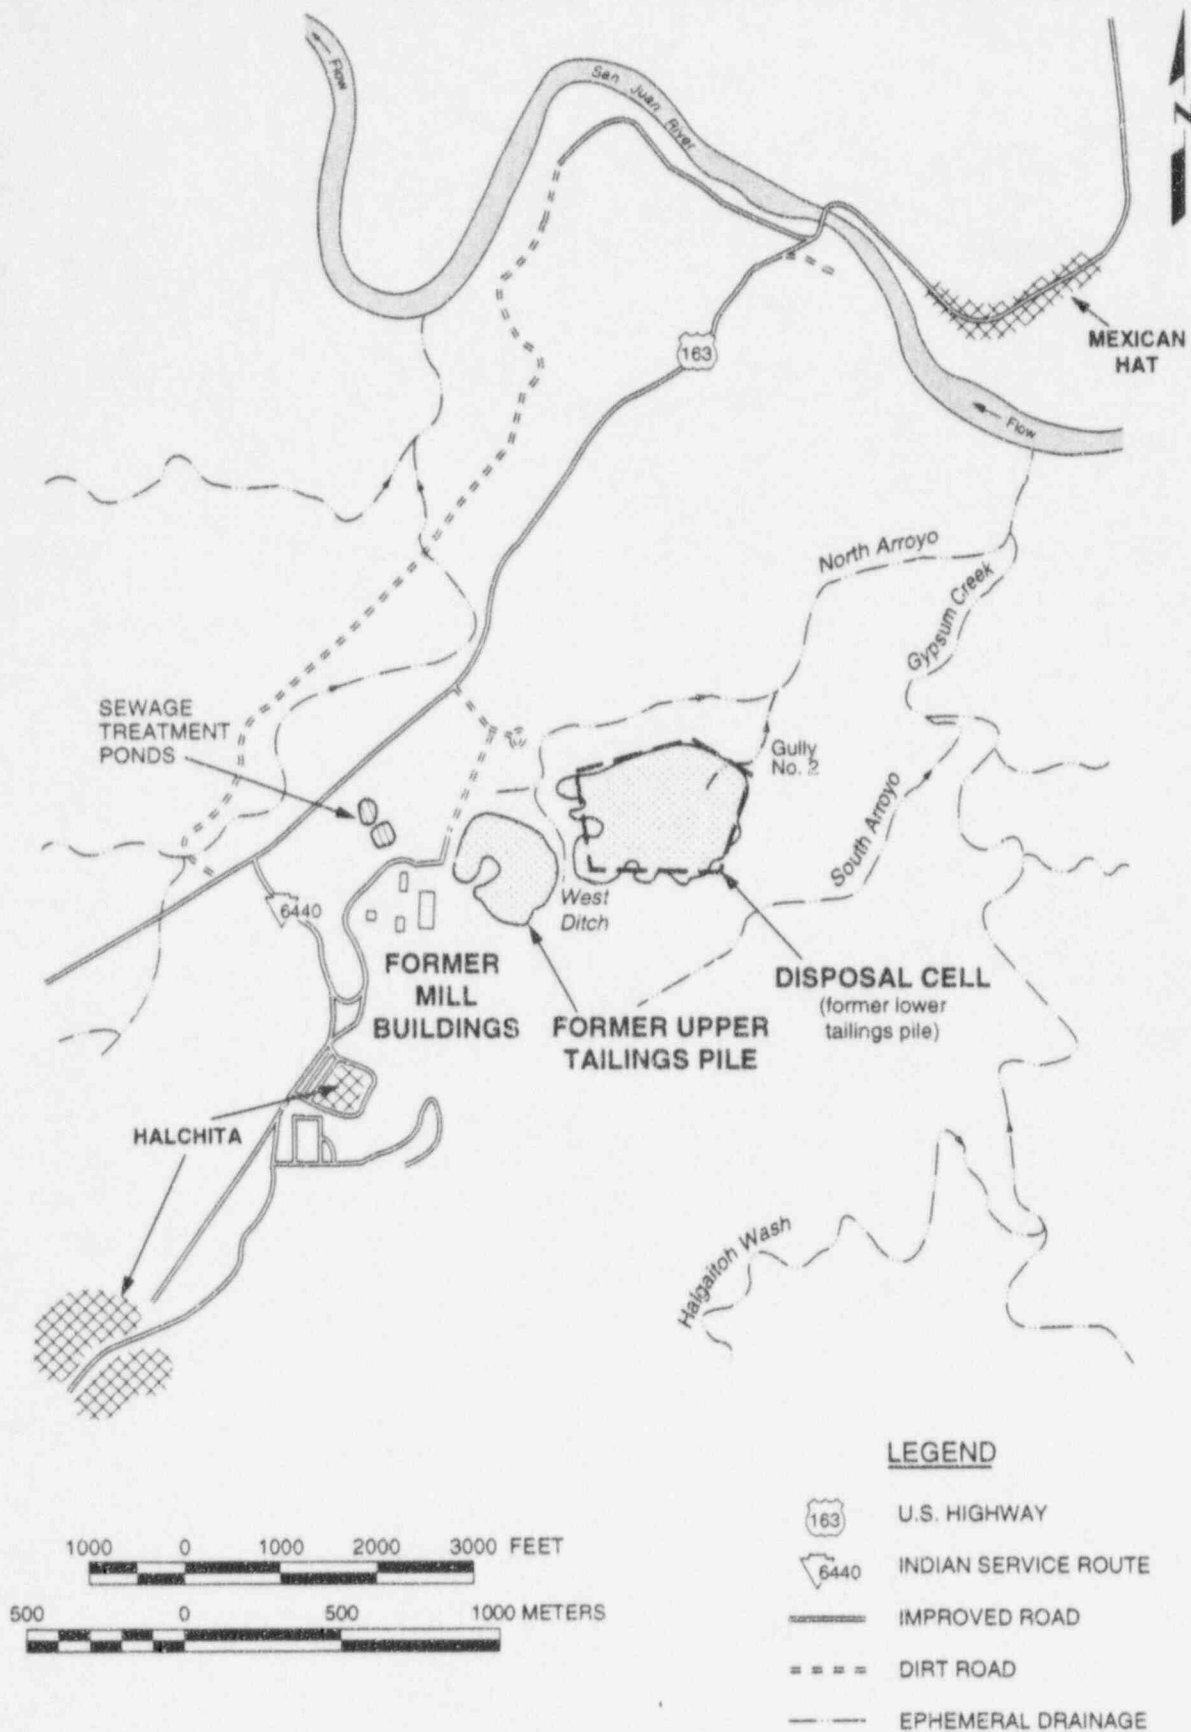 Flow
San Juan River
N
163
MEXICAN
HAT
Flow
North Arroyo
Gypsum Creek
SEWAGE
TREATMENT
PONDS
Gully
No. 2
South Arroyo
6440
West
Ditch
FORMER
MILL
BUILDINGS
FORMER UPPER
TAILINGS PILE
DISPOSAL CELL
(former lower
tailings pile)
HALCHITA
Halgaitoh Wash
LEGEND
163 U.S. HIGHWAY
6440 INDIAN SERVICE ROUTE
IMPROVED ROAD
DIRT ROAD
EPHEMERAL DRAINAGE
1000 0 1000 2000 3000 FEET
500 0 500 1000 METERS